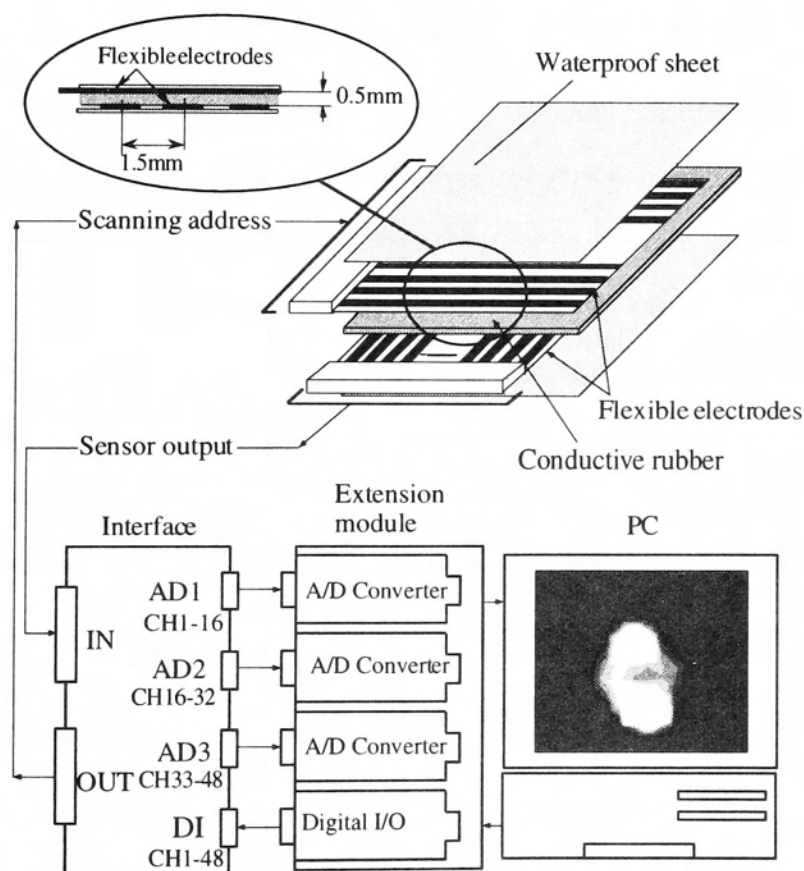 Flexibleelectrodes
0.5mm
1.5mm
Waterproof sheet
Scanning address
Flexible electrodes
Sensor output
Conductive rubber
Interface
Extension
module
PC
AD1
CH1-16
A/D Converter
IN
AD2
CH16-32
A/D Converter
AD3
CH33-48
A/D Converter
OUT
DI
CH1-48
Digital I/O